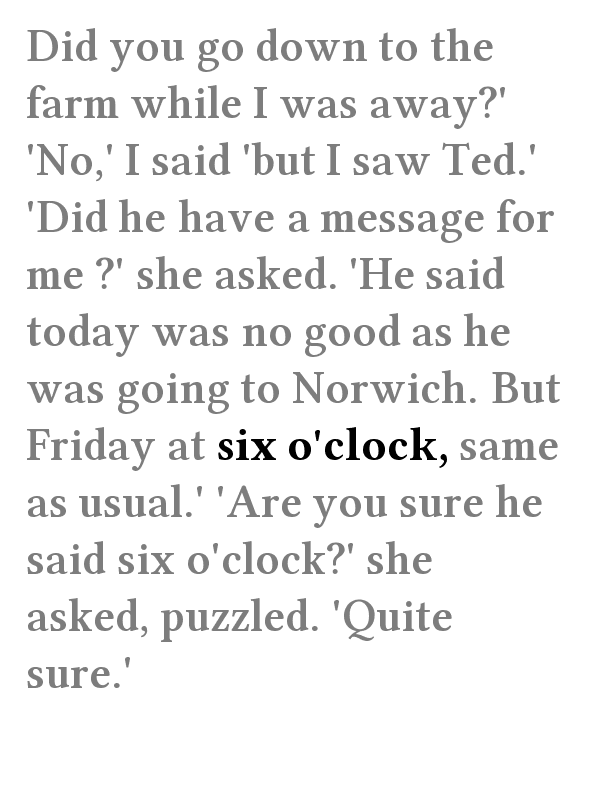 Did you go down to the
farm while I was away?'
'No,' I said 'but I saw Ted.'
'Did he have a message for
me ?' she asked. 'He said
today was no good as he
was going to Norwich. But
Friday at six o'clock, same
as usual.' 'Are you sure he
said six o'clock?' she
asked, puzzled. 'Quite
sure.'